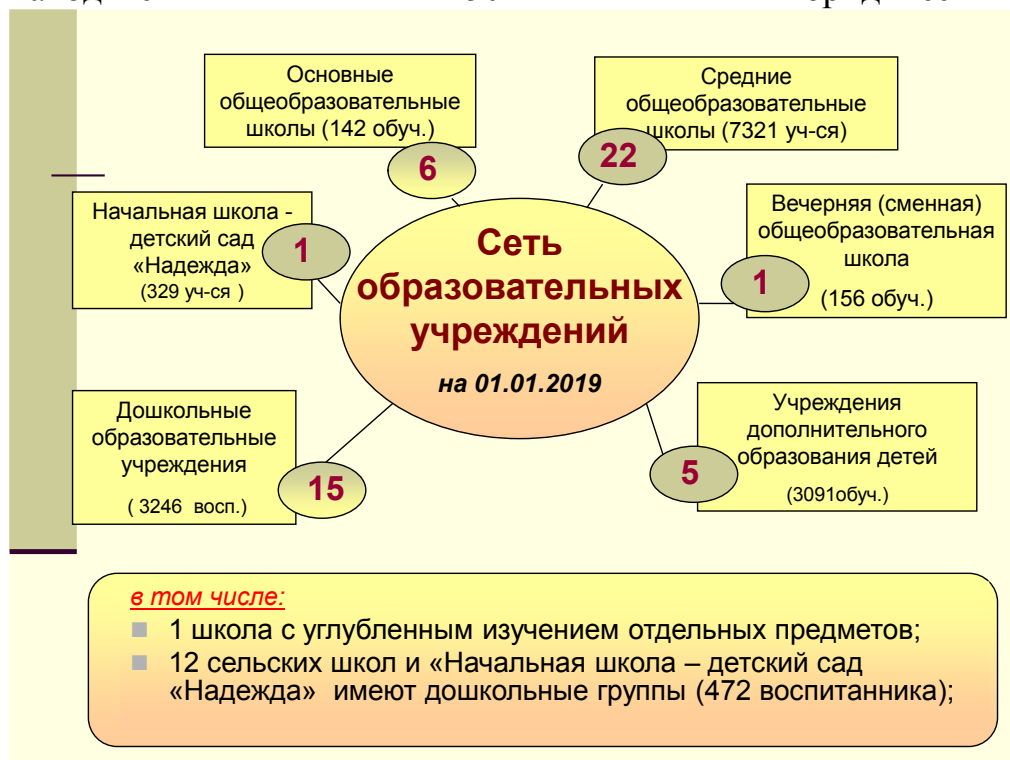 Основные
общеобразовательные
школы (142 обуч.)
6
Средние
общеобразовательные
школы (7321 уч-ся)
22
Начальная школа -
детский сад
«Надежда»
(329 уч-ся )
1
Вечерняя (сменная)
общеобразовательная
школа
(156 обуч.)
1
Сеть
образовательных
учреждений
на 01.01.2019
Дошкольные
образовательные
учреждения
( 3246 восп.)
15
Учреждения
дополнительного
образования детей
(3091обуч.)
5
в том числе:
1 школа с углубленным изучением отдельных предметов;
12 сельских школ и «Начальная школа – детский сад
«Надежда» имеют дошкольные группы (472 воспитанника);